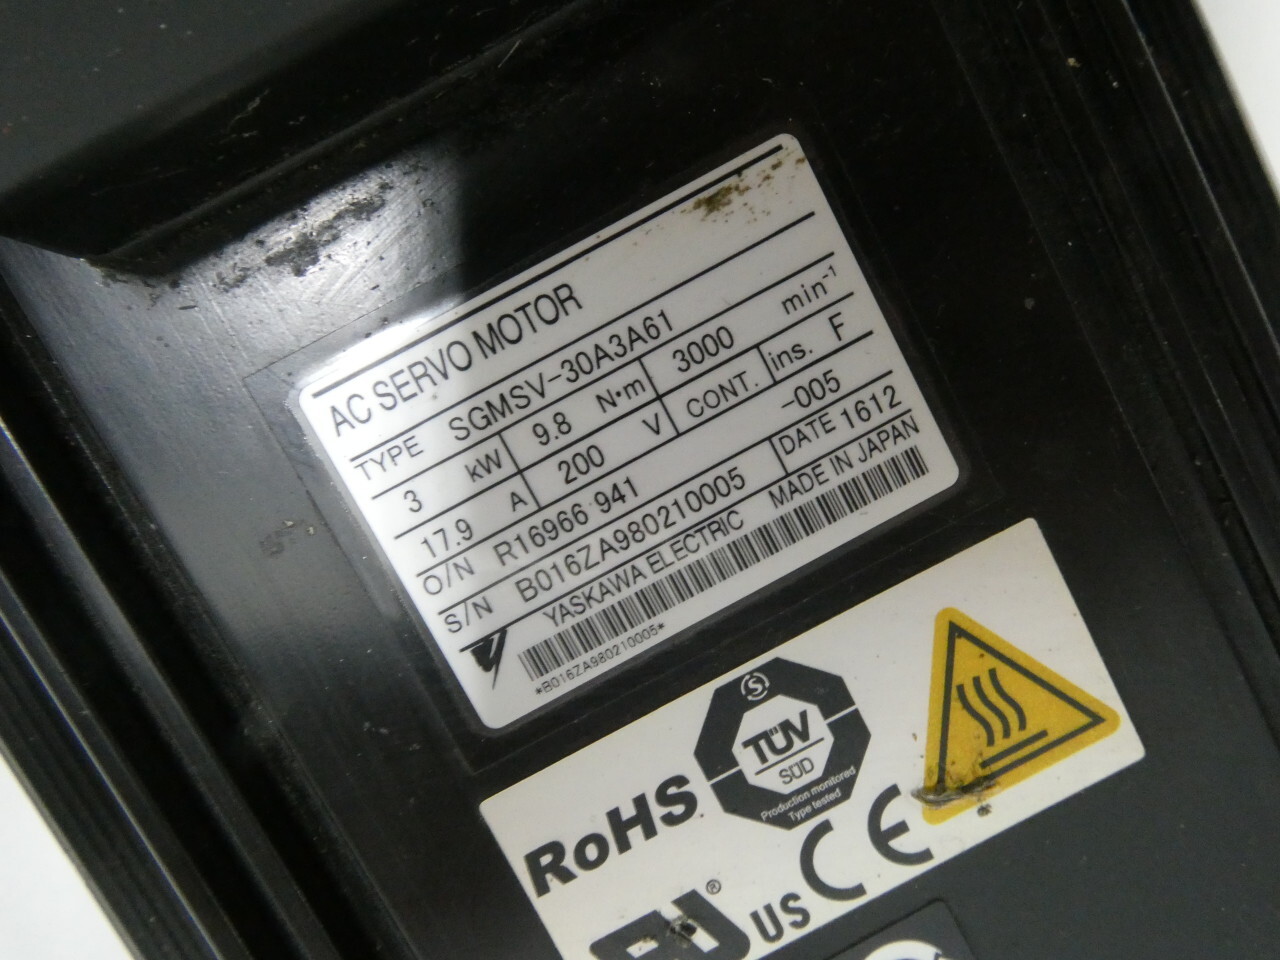 AC SERVO MOTOR
TYPE SGMSV-30A3A61
3 kW 9.8 N·m 3000 min⁻¹
17.9 A 200 V CONT. ins. F
O/N R16966 941 -005
S/N B016ZA980210005 DATE 1612
YASKAWA ELECTRIC MADE IN JAPAN
*B016ZA980210005*
RoHS
S
TÜV
SÜD
Production monitored
Type tested
CE
® US